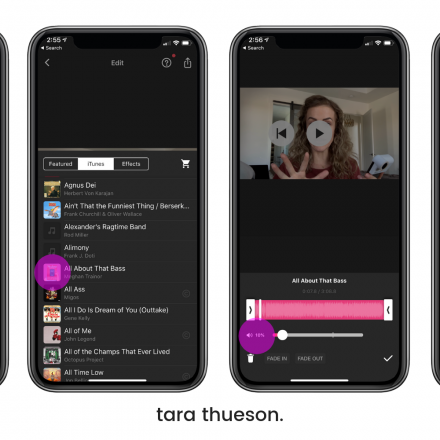 2:55
Search
Edit
Featured
iTunes
Effects
Agnus Dei
Herbert Von Karajan
Ain't That the Funniest Thing / Berserk...
Frank Churchill & Oliver Wallace
Alexander's Ragtime Band
Alimony
Frank J. Doll
All About That Bass
Meghan Trainor
All Ass
Migos
All I Do Is Dream of You (Outtake)
Gene Kelly
All of Me
John Legend
All of the Champs That Ever Lived
Octopus Project
All Time Low
2:56
Search
All About That Bass
10%
FADE IN
FADE OUT
tara thueson.